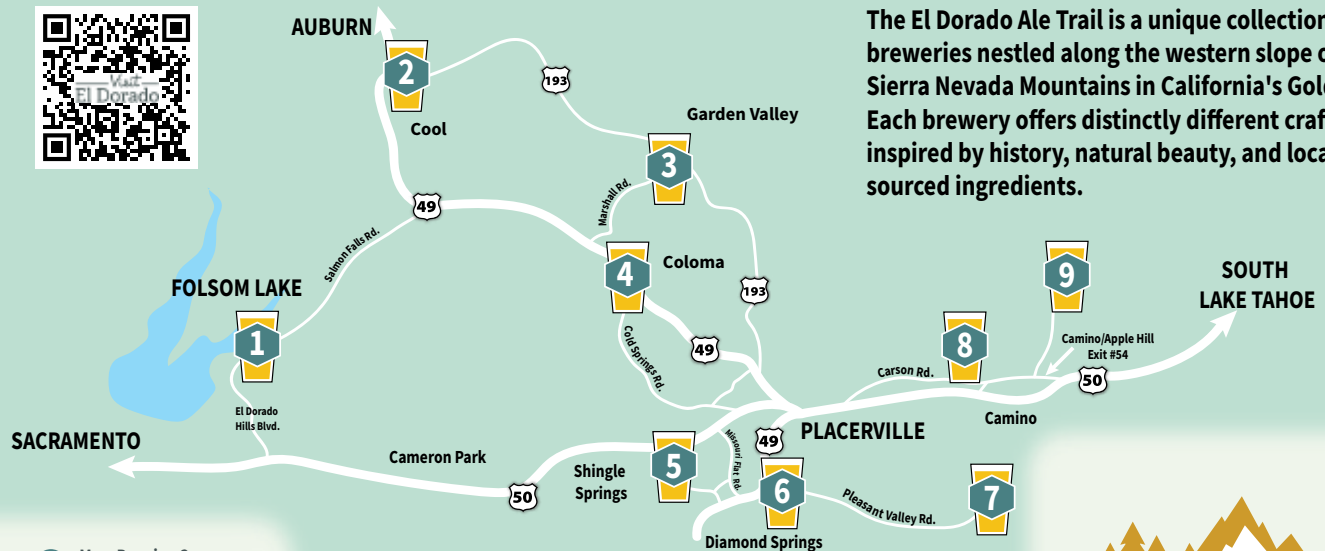 Visit
El Dorado
AUBURN
2
Cool
193
Garden Valley
3
Marshall Rd.
49
Salmon Falls Rd.
FOLSOM LAKE
1
El Dorado
Hills Blvd.
4
Coloma
193
Cold Springs Rd.
49
The El Dorado Ale Trail is a unique collection
breweries nestled along the western slope o
Sierra Nevada Mountains in California's Gol
Each brewery offers distinctly different craf
inspired by history, natural beauty, and loca
sourced ingredients.
9
SOUTH
LAKE TAHOE
8
Camino/Apple Hill
Exit #54
Carson Rd.
50
Camino
SACRAMENTO
Cameron Park
50
Shingle
Springs
5
Missouri Flat Rd.
49
PLACERVILLE
6
Pleasant Valley Rd.
7
Diamond Springs